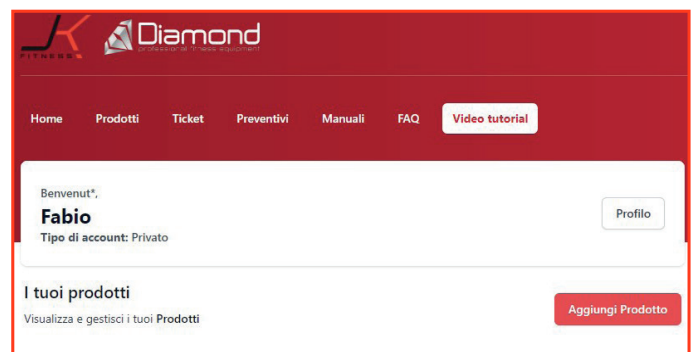 JK
FITNESS
Diamond
professional fitness equipment
Home Prodotti Ticket Preventivi Manuali FAQ Video tutorial
Benvenut*,
Fabio
Tipo di account: Privato
Profilo
I tuoi prodotti
Visualizza e gestisci i tuoi Prodotti
Aggiungi Prodotto